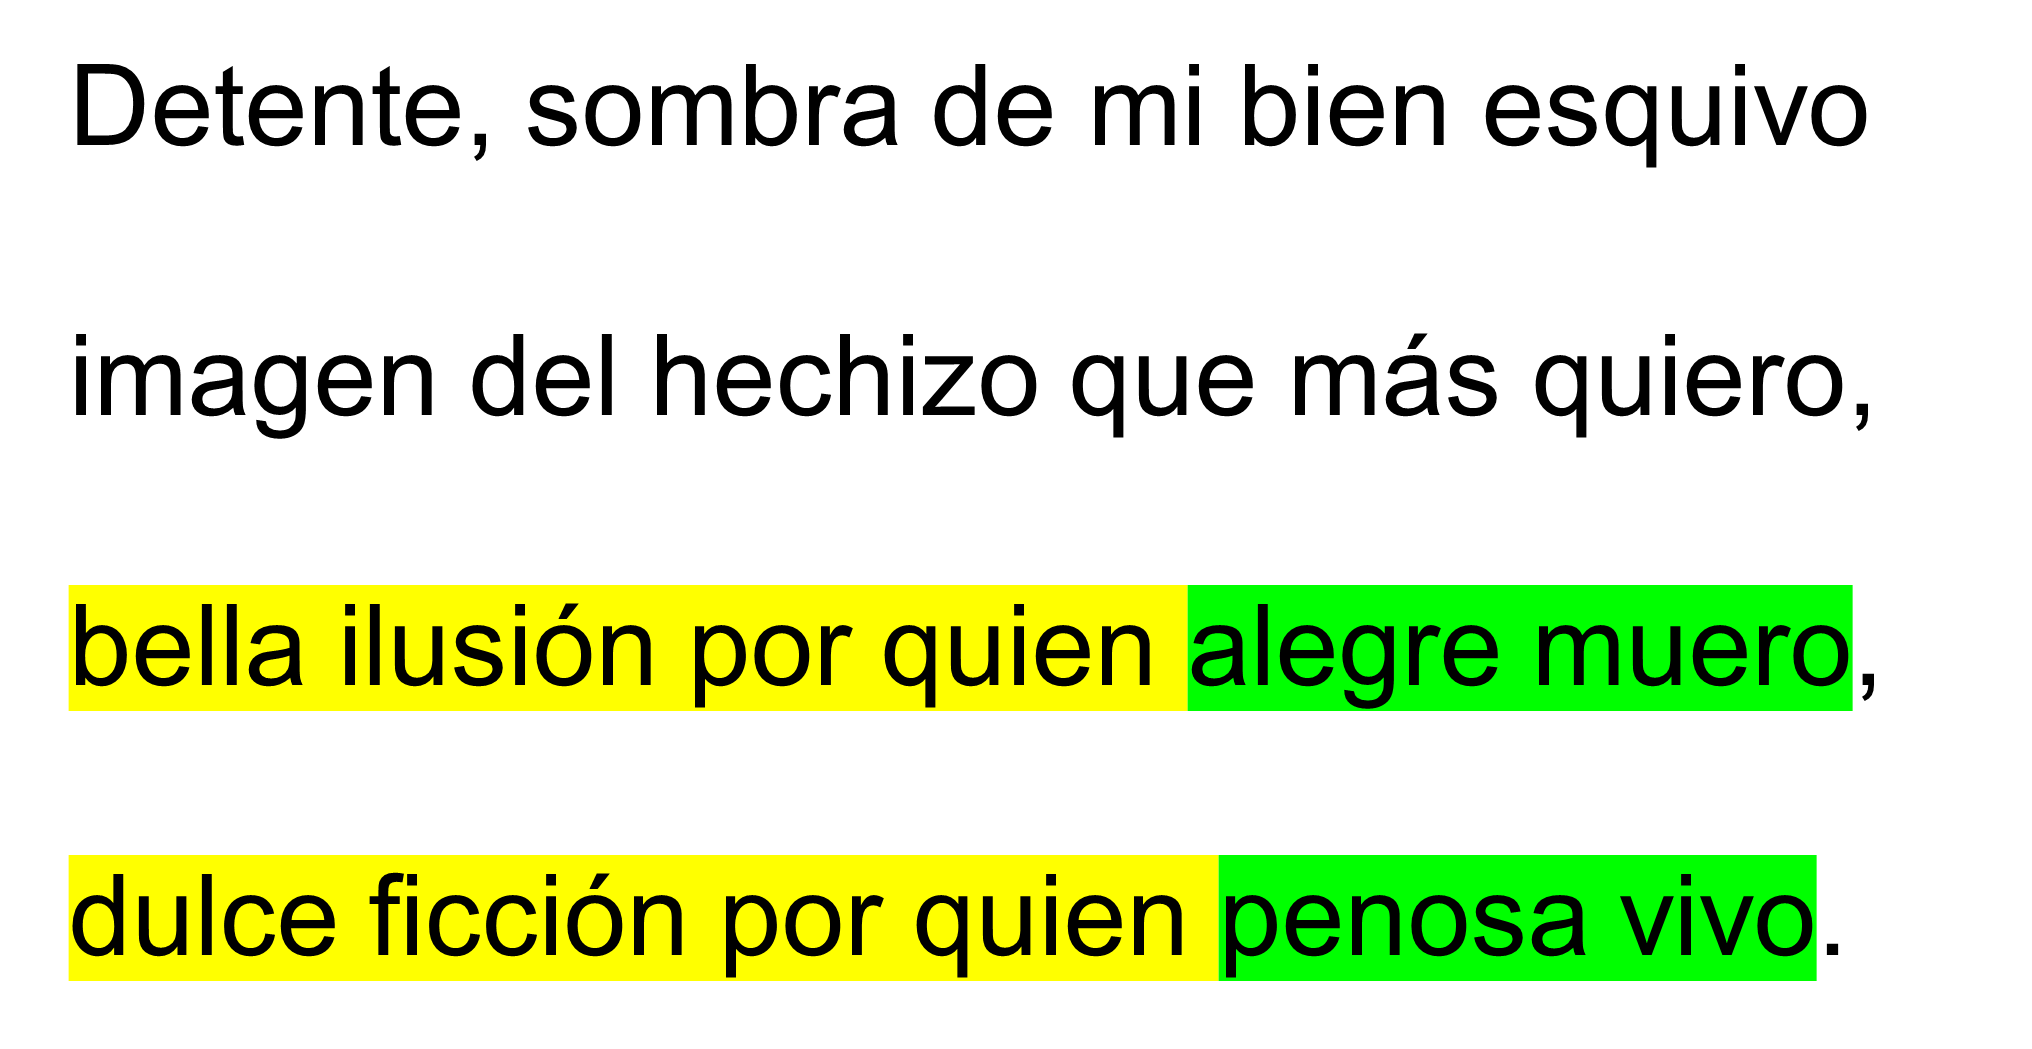 Detente, sombra de mi bien esquivo
imagen del hechizo que más quiero,
bella ilusión por quien alegre muero,
dulce ficción por quien penosa vivo.